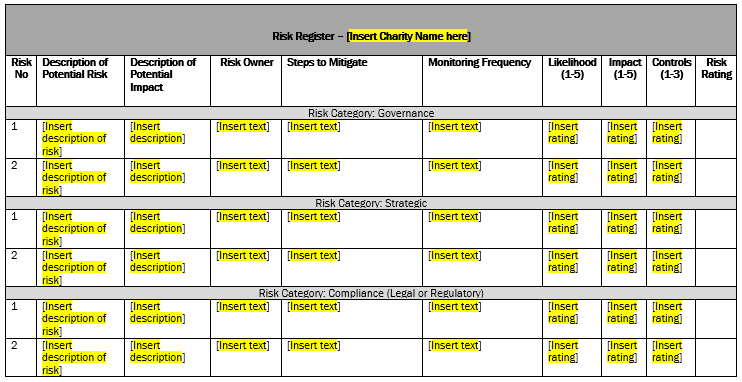 Risk Register – [Insert Charity Name here]
Risk No Description of Potential Risk Description of Potential Impact Risk Owner Steps to Mitigate Monitoring Frequency Likelihood (1-5) Impact (1-5) Controls (1-3) Risk Rating
Risk Category: Governance
1 [Insert description of risk] [Insert description] [Insert text] [Insert text] [Insert text] [Insert rating] [Insert rating] [Insert rating]
2 [Insert description of risk] [Insert description] [Insert text] [Insert text] [Insert text] [Insert rating] [Insert rating] [Insert rating]
Risk Category: Strategic
1 [Insert description of risk] [Insert description] [Insert text] [Insert text] [Insert text] [Insert rating] [Insert rating] [Insert rating]
2 [Insert description of risk] [Insert description] [Insert text] [Insert text] [Insert text] [Insert rating] [Insert rating] [Insert rating]
Risk Category: Compliance (Legal or Regulatory)
1 [Insert description of risk] [Insert description] [Insert text] [Insert text] [Insert text] [Insert rating] [Insert rating] [Insert rating]
2 [Insert description of risk] [Insert description] [Insert text] [Insert text] [Insert text] [Insert rating] [Insert rating] [Insert rating]